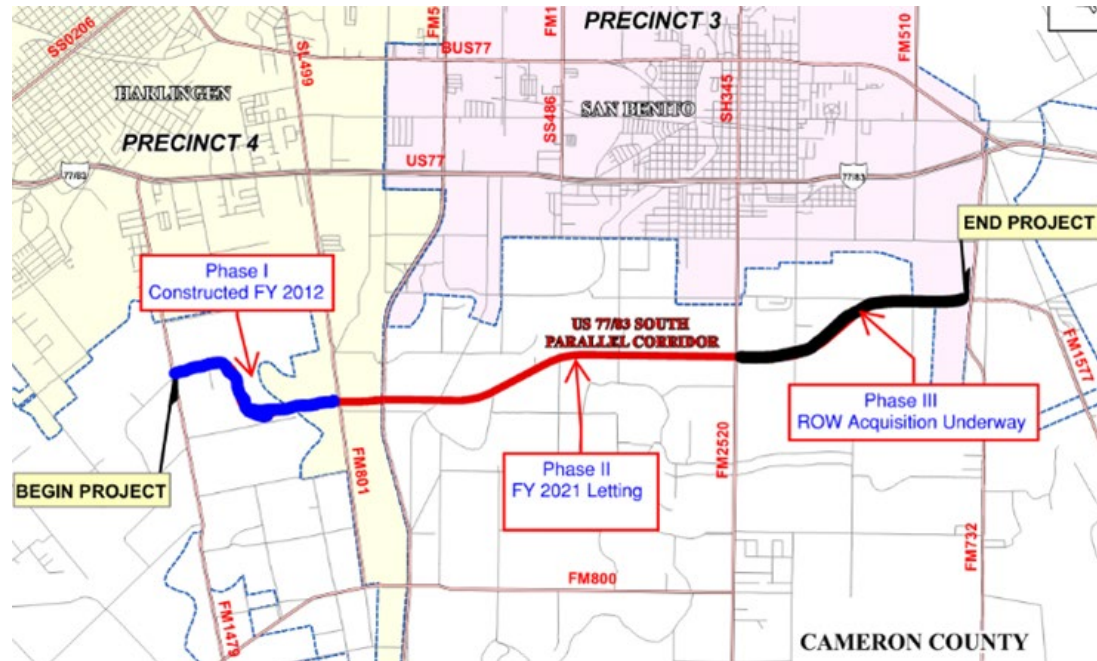 PRECINCT 3
SS0206
SL499
FM5
BUS77
FM1
FM510
HARLINGEN
SS486
SAN BENITO
SH345
PRECINCT 4
US77
77/83
77/83
END PROJECT
Phase I
Constructed FY 2012
US 77/83 SOUTH
PARALLEL CORRIDOR
FM1577
Phase III
ROW Acquisition Underway
Phase II
FY 2021 Letting
BEGIN PROJECT
FM801
FM2520
FM732
FM800
FM1479
CAMERON COUNTY